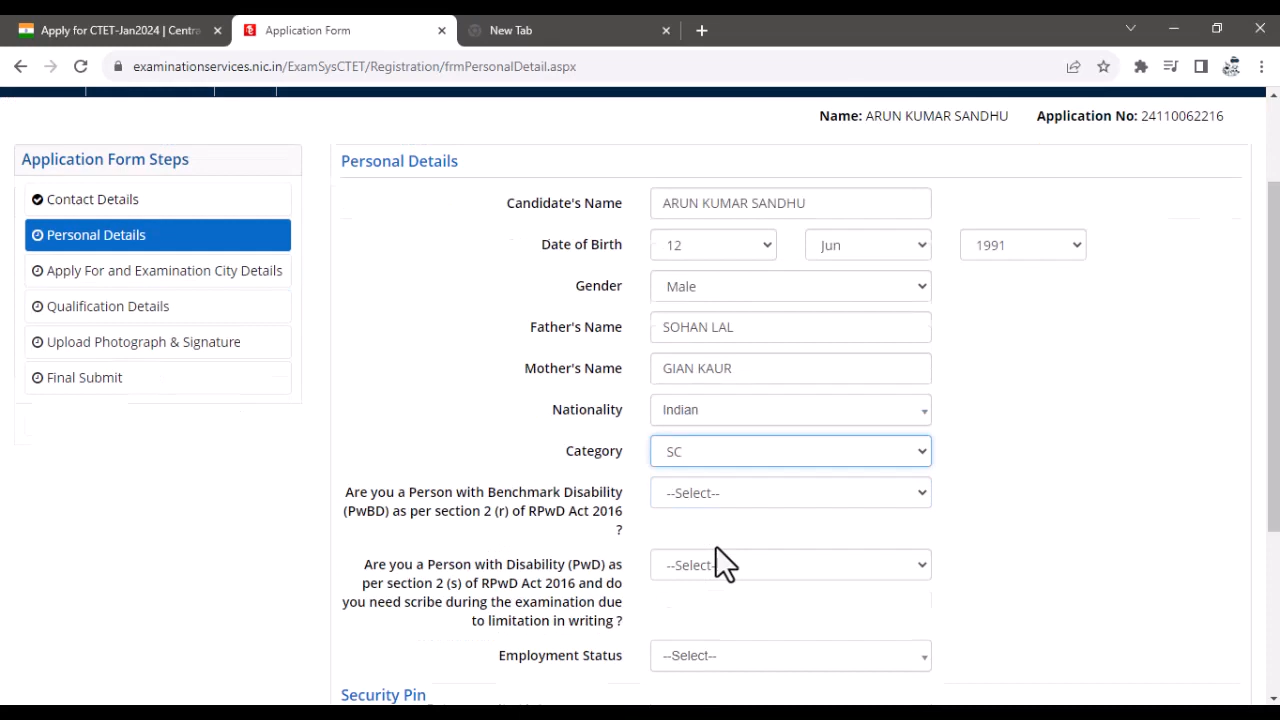 Apply for CTET-Jan2024 | Centra
Application Form
New Tab
examinationservices.nic.in/ExamSysCTET/Registration/frmPersonalDetail.aspx
Name: ARUN KUMAR SANDHU Application No: 24110062216
Application Form Steps
Contact Details
Personal Details
Apply For and Examination City Details
Qualification Details
Upload Photograph & Signature
Final Submit
Personal Details
Candidate's Name ARUN KUMAR SANDHU
Date of Birth 12 Jun 1991
Gender Male
Father's Name SOHAN LAL
Mother's Name GIAN KAUR
Nationality Indian
Category SC
Are you a Person with Benchmark Disability --Select--
(PwBD) as per section 2 (r) of RPwD Act 2016
?
Are you a Person with Disability (PwD) as --Select-
per section 2 (s) of RPwD Act 2016 and do
you need scribe during the examination due
to limitation in writing ?
Employment Status --Select--
Security Pin